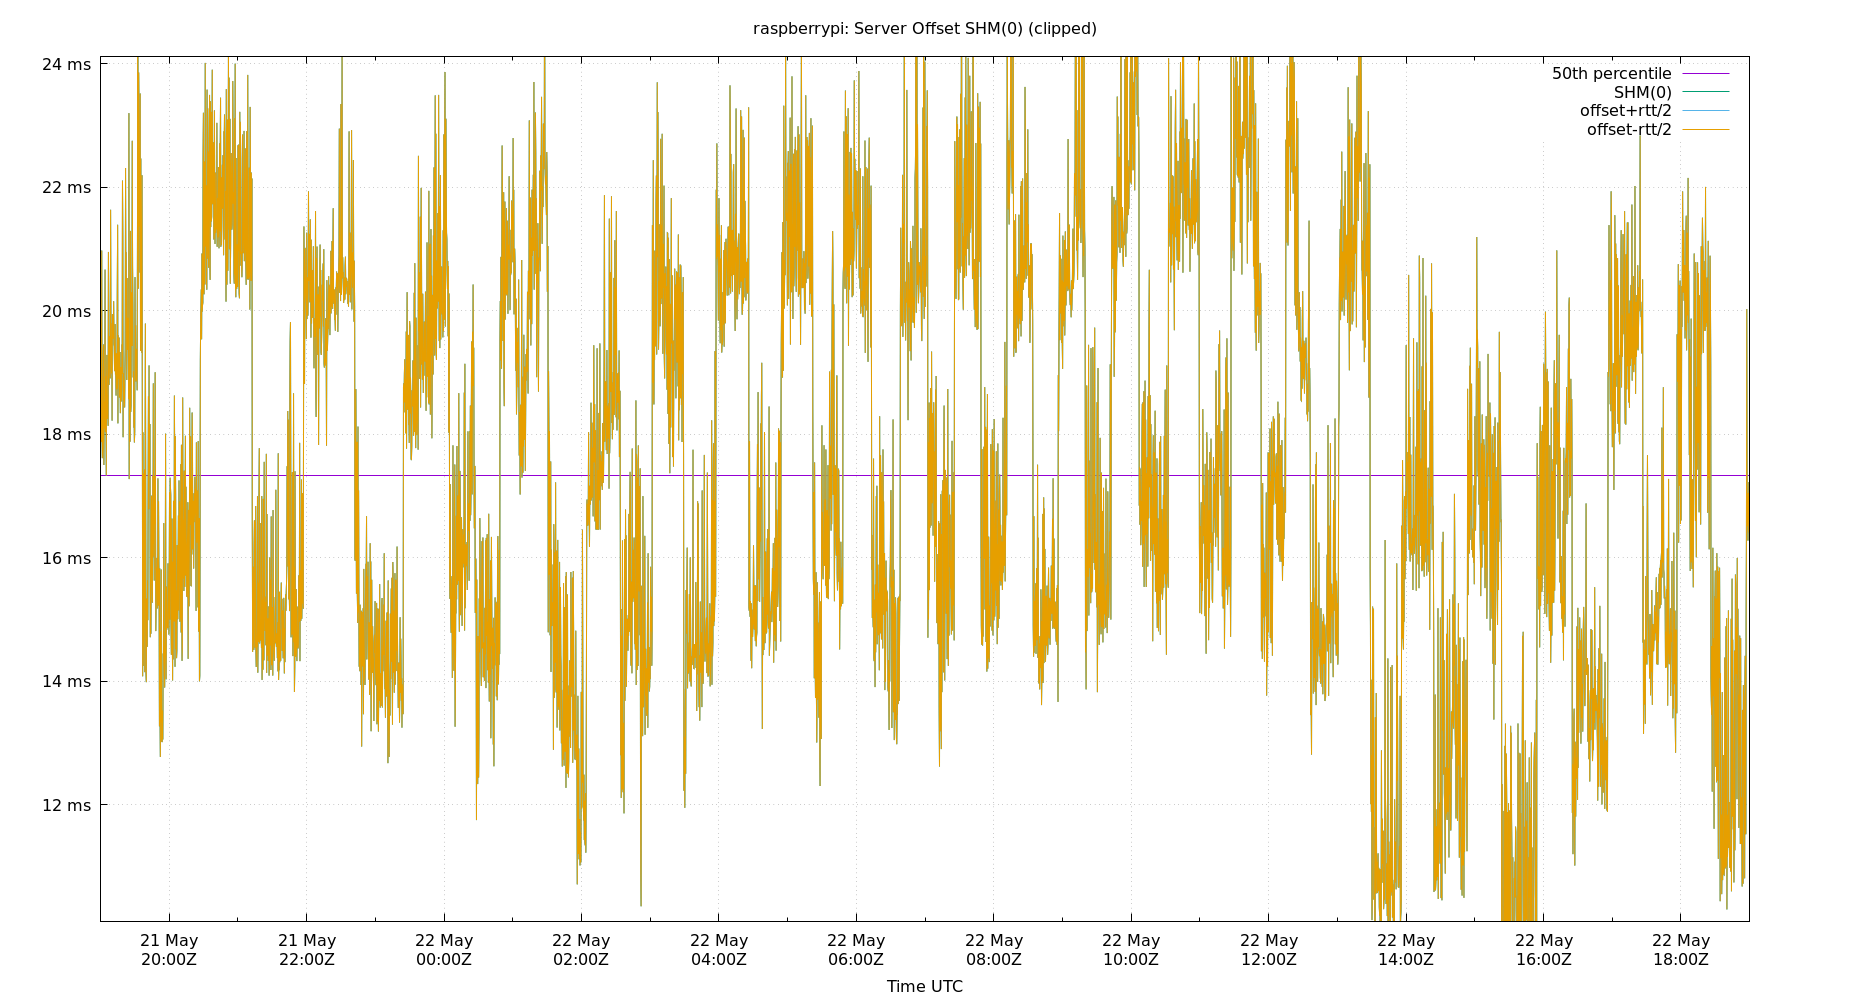 raspberrypi: Server Offset SHM(0) (clipped)
24 ms
22 ms
20 ms
18 ms
16 ms
14 ms
12 ms
50th percentile
SHM(0)
offset+rtt/2
offset-rtt/2
21 May 21 May 22 May 22 May 22 May 22 May 22 May 22 May 22 May 22 May 22 May 22 May
20:00Z 22:00Z 00:00Z 02:00Z 04:00Z 06:00Z 08:00Z 10:00Z 12:00Z 14:00Z 16:00Z 18:00Z
Time UTC